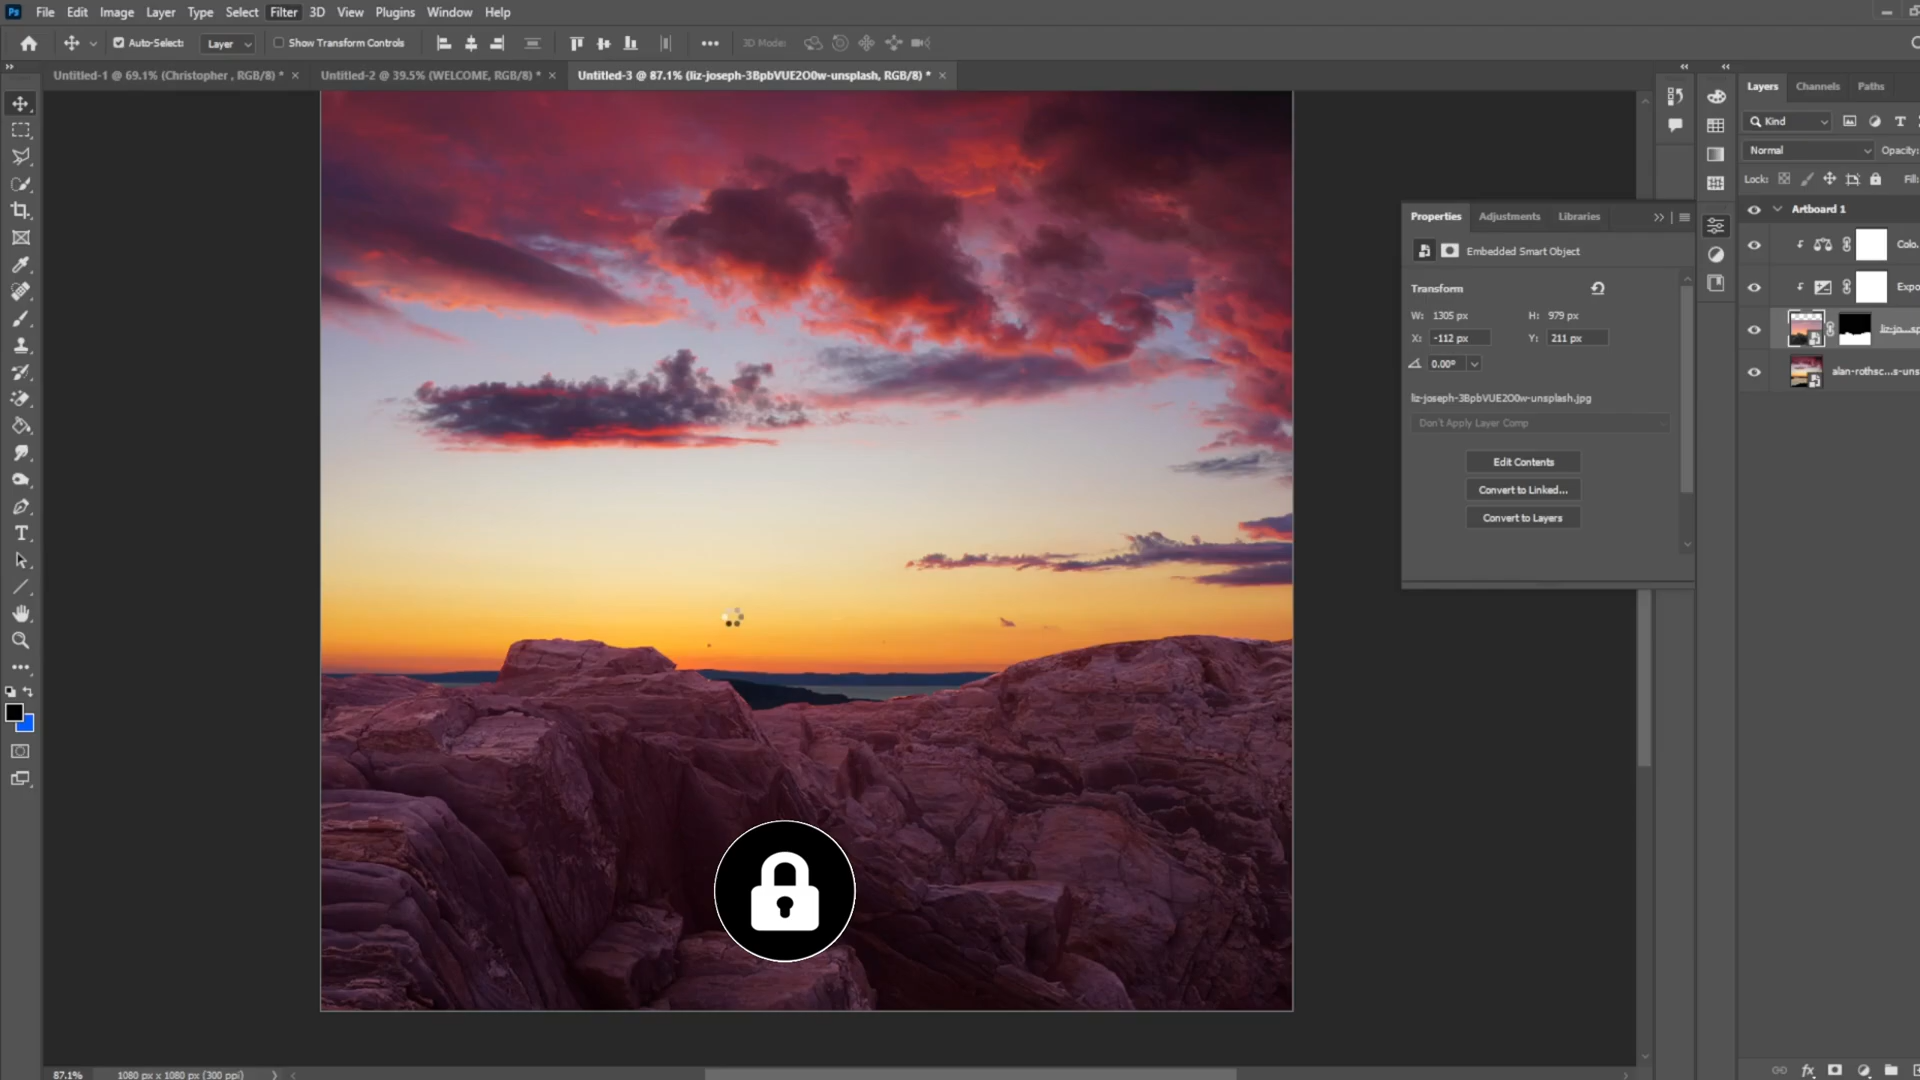 Ps File Edit Image Layer Type Select Filter 3D View Plugins Window Help
Auto-Select: Layer Show Transform Controls 3D Mode:
Untitled-1 @ 69.1% (Christopher , RGB/8) * Untitled-2 @ 39.5% (WELCOME, RGB/8) * Untitled-3 @ 87.1% (liz-joseph-3BpbVUE2O0w-unsplash, RGB/8) *
Layers Channels Paths
Kind
Normal Opacity:
Lock: Fill:
Artboard 1
Colo.
Expo
liz-jo...sp
alan-rothsc...s-uns
Properties Adjustments Libraries
Embedded Smart Object
Transform
W: 1305 px H: 979 px
X: -112 px Y: 211 px
0.00°
liz-joseph-3BpbVUE2O0w-unsplash.jpg
Don't Apply Layer Comp
Edit Contents
Convert to Linked...
Convert to Layers
87.1% 1080 px x 1080 px (300 ppi)